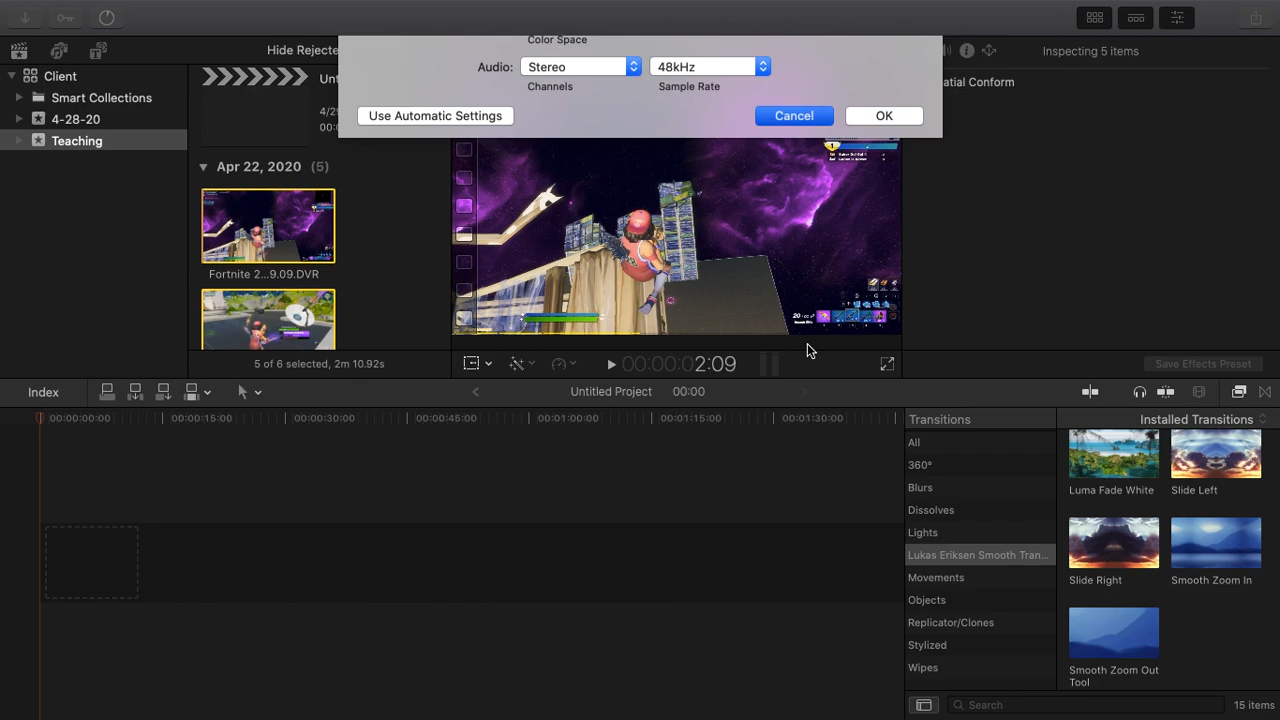 Hide Rejecte
Inspecting 5 items
Color Space
Audio: Stereo 48kHz
Channels Sample Rate
Use Automatic Settings Cancel OK
atial Conform
Client
Smart Collections
4-28-20
Teaching
Unt
4/29
00:0
Apr 22, 2020 (5)
Fortnite 2...9.09.DVR
5 of 6 selected, 2m 10.92s
00:00:02:09
Save Effects Preset
Index
Untitled Project 00:00
00:00:00:00 00:00:15:00 00:00:30:00 00:00:45:00 00:01:00:00 00:01:15:00 00:01:30:00
Transitions
Installed Transitions
All
360°
Blurs
Dissolves
Lights
Lukas Eriksen Smooth Tran...
Movements
Objects
Replicator/Clones
Stylized
Wipes
Luma Fade White Slide Left
Slide Right Smooth Zoom In
Smooth Zoom Out
Tool
Search
15 items